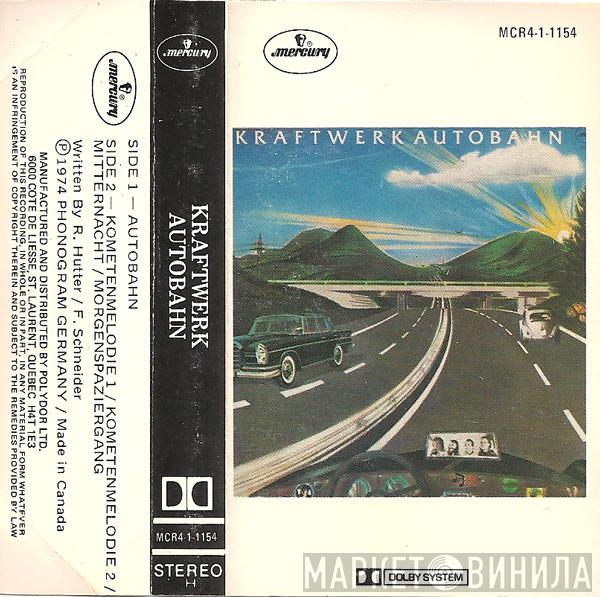 mercury
SIDE 1 — AUTOBAHN
SIDE 2 — KOMETENMELODIE 1 / KOMETENMELODIE 2 /
MITTERNACHT / MORGENSPAZIERGANG
Written By R. Hutter / F. Schneider
Ⓟ 1974 PHONOGRAM GERMANY / Made in Canada
MANUFACTURED AND DISTRIBUTED BY POLYDOR LTD.
6000 COTE DE LIESSE, ST. LAURENT, QUEBEC H4T 1E3
REPRODUCTION OF THIS RECORDING, IN WHOLE OR IN PART, IN ANY MATERIAL FORM WHATEVER
IS AN INFRINGEMENT OF COPYRIGHT THEREIN, AND SUBJECT TO THE REMEDIES PROVIDED BY LAW
mercury
KRAFTWERK
AUTOBAHN
MCR4-1-1154
STEREO
mercury
MCR4-1-1154
KRAFTWERK AUTOBAHN
DOLBY SYSTEM
МАРКЕТ ВИНИЛА